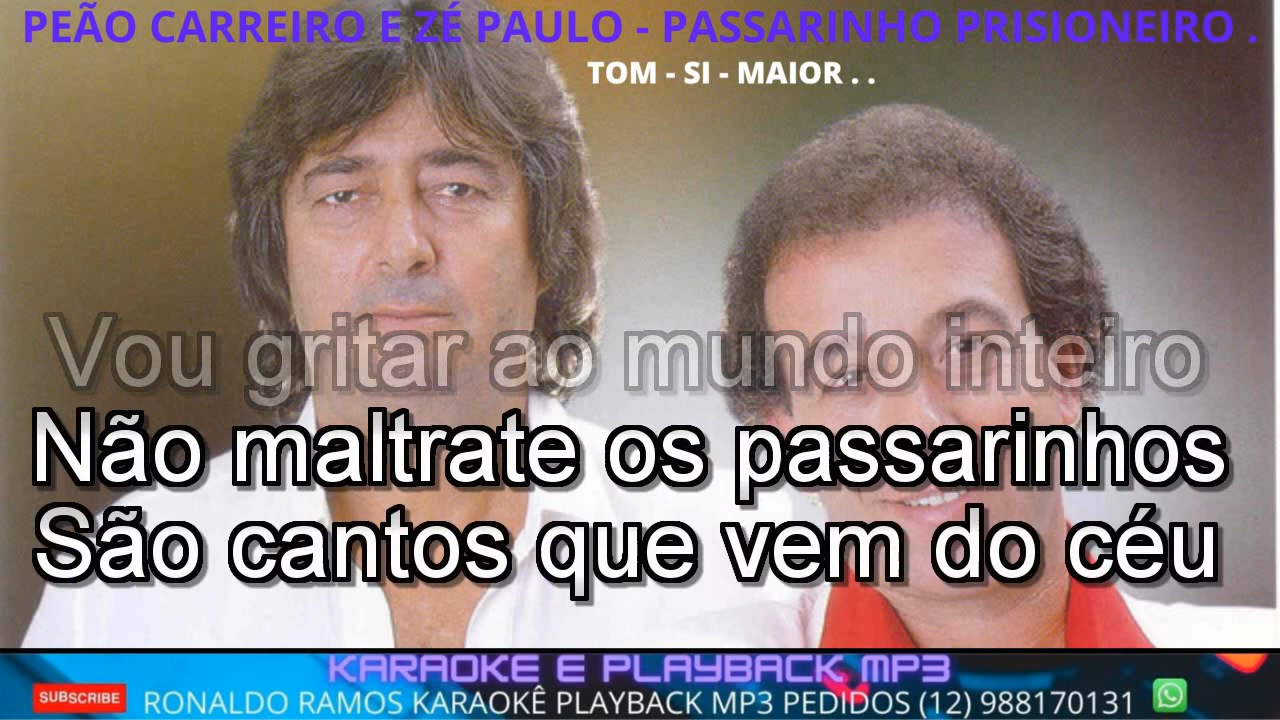 PEÃO CARREIRO E ZÉ PAULO - PASSARINHO PRISIONEIRO .
TOM - SI - MAIOR . .
Vou gritar ao mundo inteiro
Não maltrate os passarinhos
São cantos que vem do céu
KARAOKE E PLAYBACK MP3
SUBSCRIBE RONALDO RAMOS KARAOKÊ PLAYBACK MP3 PEDIDOS (12) 988170131